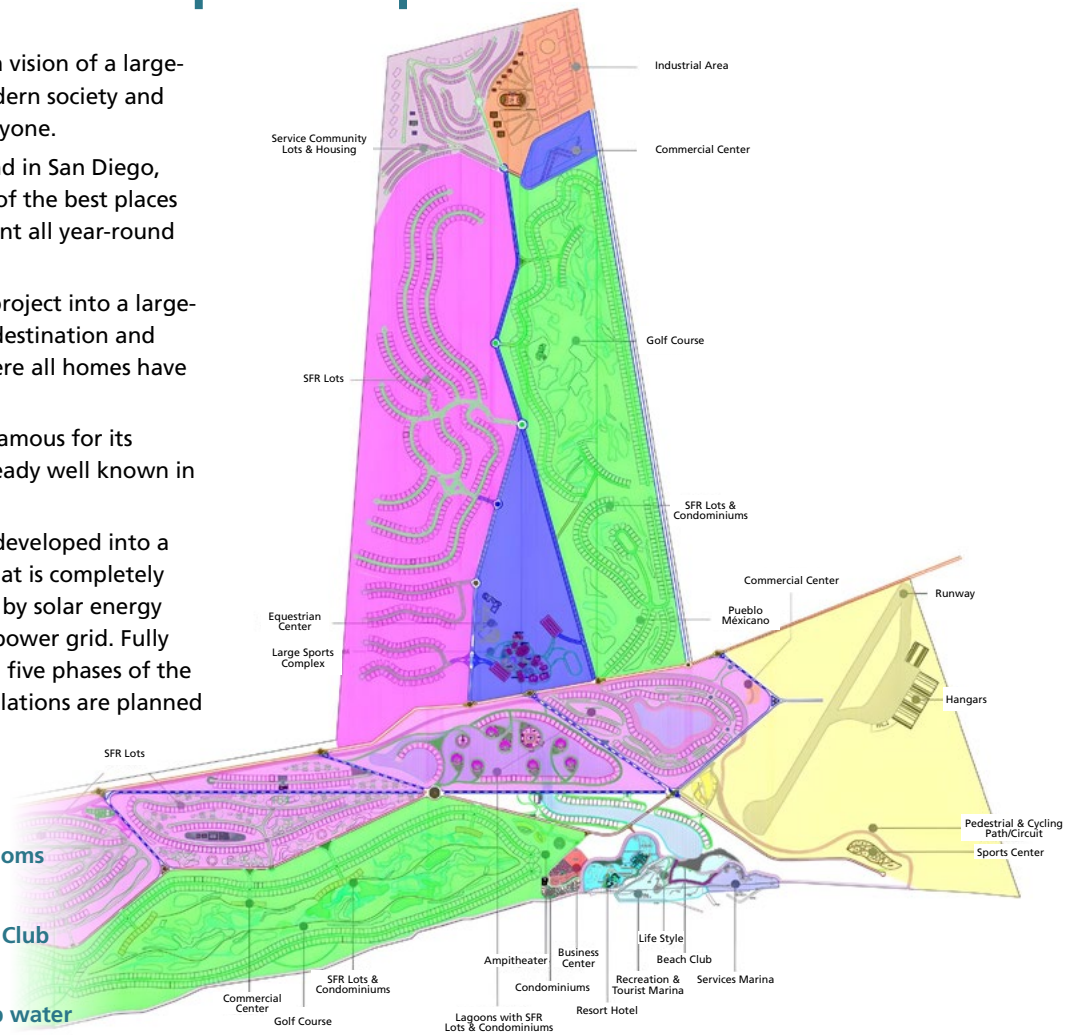 n vision of a large-
dern society and
yone.
d in San Diego,
of the best places
nt all year-round
project into a large-
destination and
ere all homes have
amous for its
eady well known in
developed into a
at is completely
by solar energy
power grid. Fully
five phases of the
lations are planned
oms
Club
p water
Industrial Area
Service Community
Lots & Housing
Commercial Center
Golf Course
SFR Lots
SFR Lots &
Condominiums
Commercial Center
Runway
Equestrian
Center
Pueblo
Méxicano
Large Sports
Complex
Hangars
SFR Lots
Pedestrial & Cycling
Path/Circuit
Sports Center
Life Style
Ampitheater
Business
Center
Beach Club
SFR Lots &
Condominiums
Condominiums
Recreation &
Tourist Marina
Services Marina
Commercial
Center
Golf Course
Resort Hotel
Lagoons with SFR
Lots & Condominiums